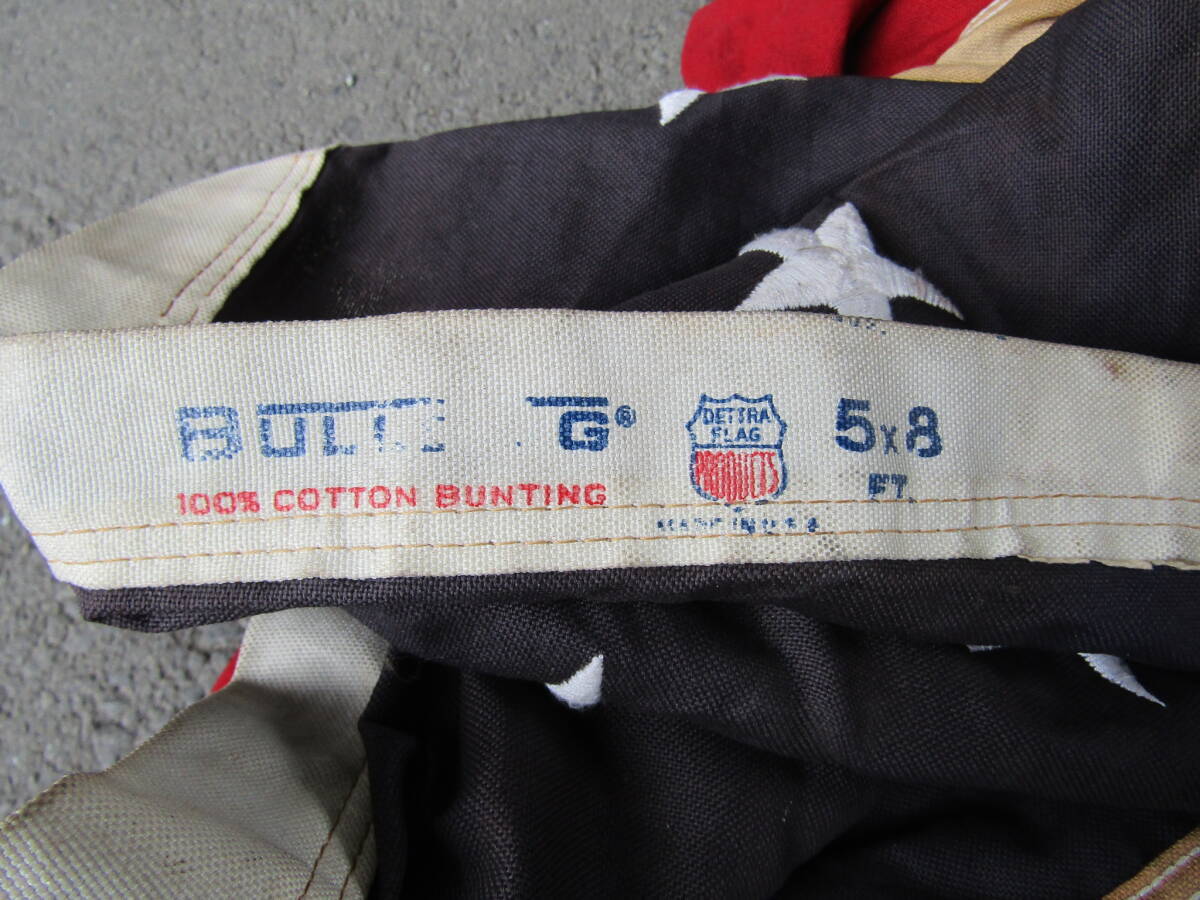 G®
100% COTTON BUNTING
DETTRA
FLAG
PRODUCTS
5x8
FT.
MADE IN U.S.A.